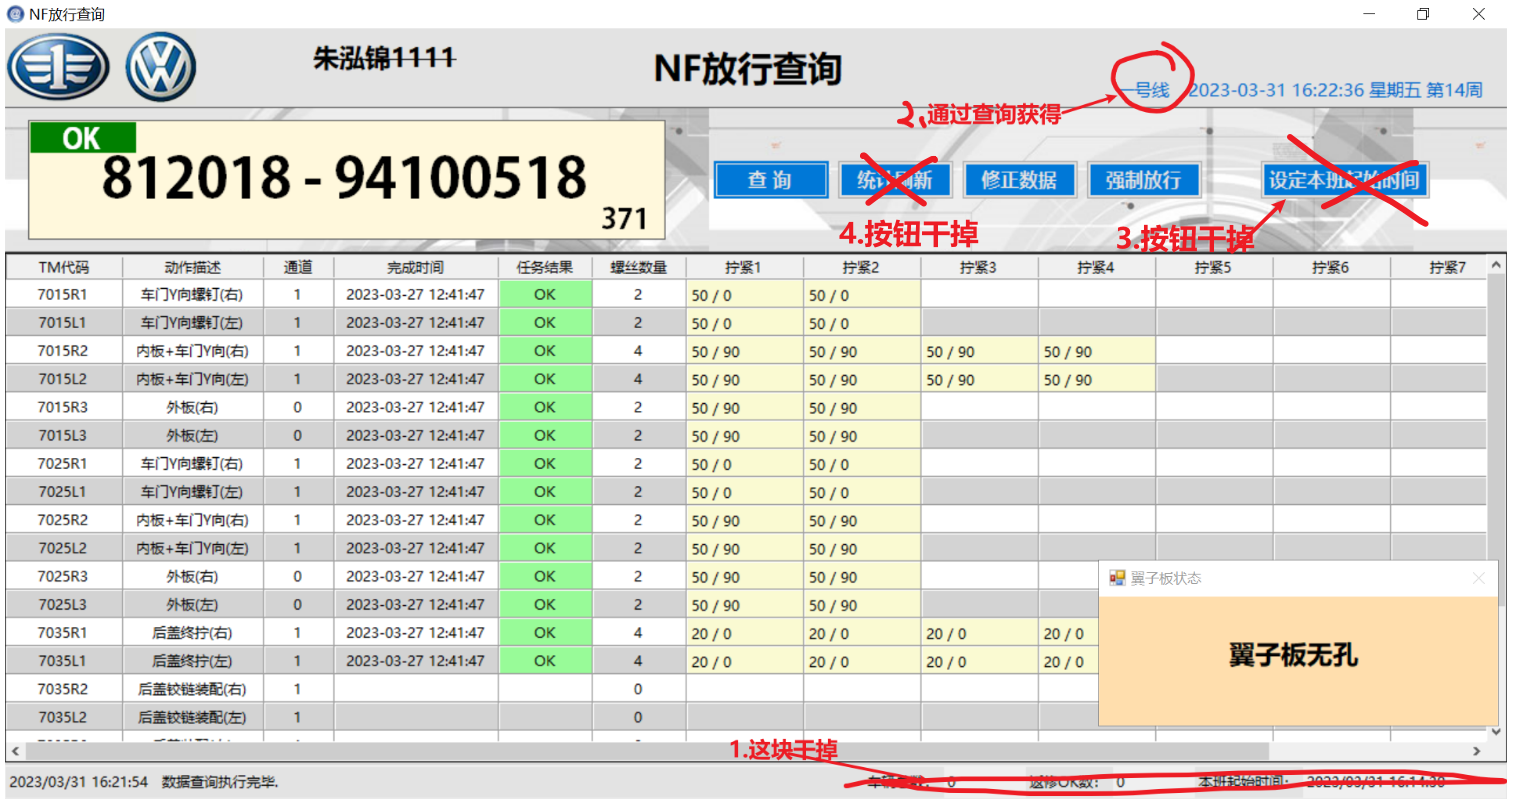 NF放行查询
朱泓锦1111
NF放行查询
一号线 2023-03-31 16:22:36 星期五 第14周
2.通过查询获得
OK
812018 - 94100518
371
查 询 统计刷新 修正数据 强制放行 设定本班起始时间
4.按钮干掉 3.按钮干掉
TM代码 动作描述 通道 完成时间 任务结果 螺丝数量 拧紧1 拧紧2 拧紧3 拧紧4 拧紧5 拧紧6 拧紧7
7015R1 车门Y向螺钉(右) 1 2023-03-27 12:41:47 OK 2 50 / 0 50 / 0
7015L1 车门Y向螺钉(左) 1 2023-03-27 12:41:47 OK 2 50 / 0 50 / 0
7015R2 内板+车门Y向(右) 1 2023-03-27 12:41:47 OK 4 50 / 90 50 / 90 50 / 90 50 / 90
7015L2 内板+车门Y向(左) 1 2023-03-27 12:41:47 OK 4 50 / 90 50 / 90 50 / 90 50 / 90
7015R3 外板(右) 0 2023-03-27 12:41:47 OK 2 50 / 90 50 / 90
7015L3 外板(左) 0 2023-03-27 12:41:47 OK 2 50 / 90 50 / 90
7025R1 车门Y向螺钉(右) 1 2023-03-27 12:41:47 OK 2 50 / 0 50 / 0
7025L1 车门Y向螺钉(左) 1 2023-03-27 12:41:47 OK 2 50 / 0 50 / 0
7025R2 内板+车门Y向(右) 1 2023-03-27 12:41:47 OK 2 50 / 90 50 / 90
7025L2 内板+车门Y向(左) 1 2023-03-27 12:41:47 OK 2 50 / 90 50 / 90
7025R3 外板(右) 0 2023-03-27 12:41:47 OK 2 50 / 90 50 / 90
7025L3 外板(左) 0 2023-03-27 12:41:47 OK 2 50 / 90 50 / 90
7035R1 后盖终拧(右) 1 2023-03-27 12:41:47 OK 4 20 / 0 20 / 0 20 / 0 20 / 0
7035L1 后盖终拧(左) 1 2023-03-27 12:41:47 OK 4 20 / 0 20 / 0 20 / 0 20 / 0
7035R2 后盖铰链装配(右) 1 0
7035L2 后盖铰链装配(左) 1 0
翼子板状态
翼子板无孔
1.这块干掉
2023/03/31 16:21:54 数据查询执行完毕. 0 返修OK数: 0 本班起始时间: 2023/03/31 16:14:30